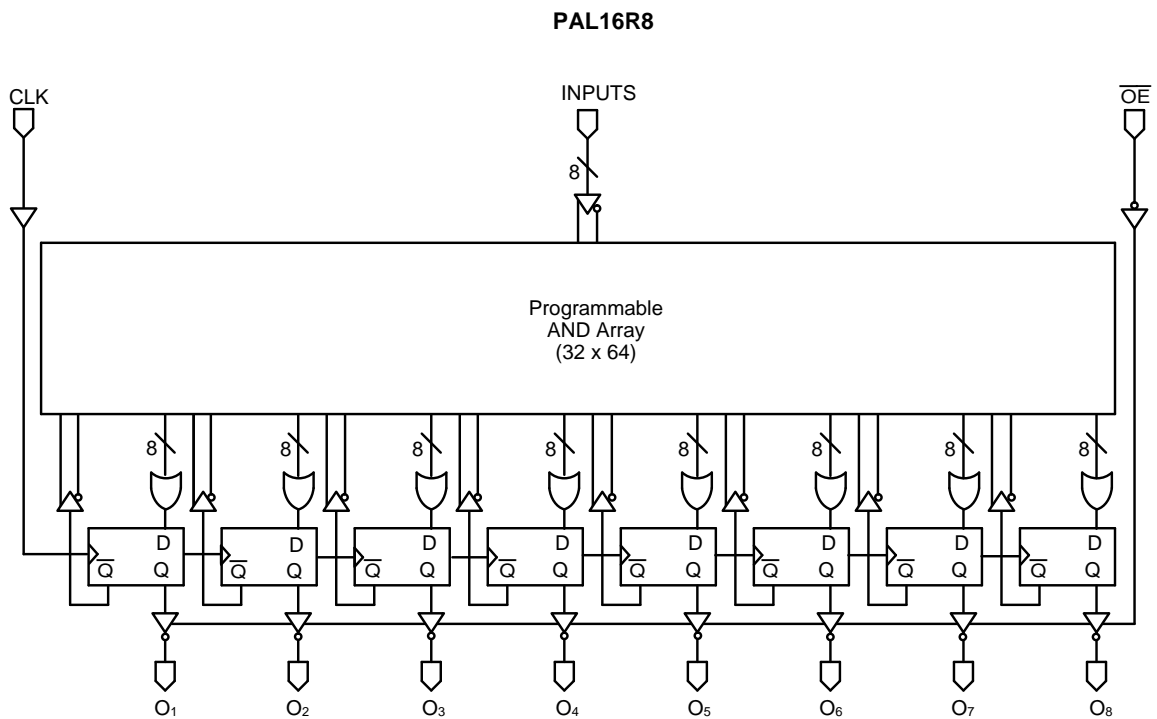 PAL16R8
CLK
INPUTS
O̅E̅
8
Programmable
AND Array
(32 x 64)
8 8 8 8 8 8 8 8
D D D D D D D D
Q̅ Q Q̅ Q Q̅ Q Q̅ Q Q̅ Q Q̅ Q Q̅ Q Q̅ Q
O₁ O₂ O₃ O₄ O₅ O₆ O₇ O₈